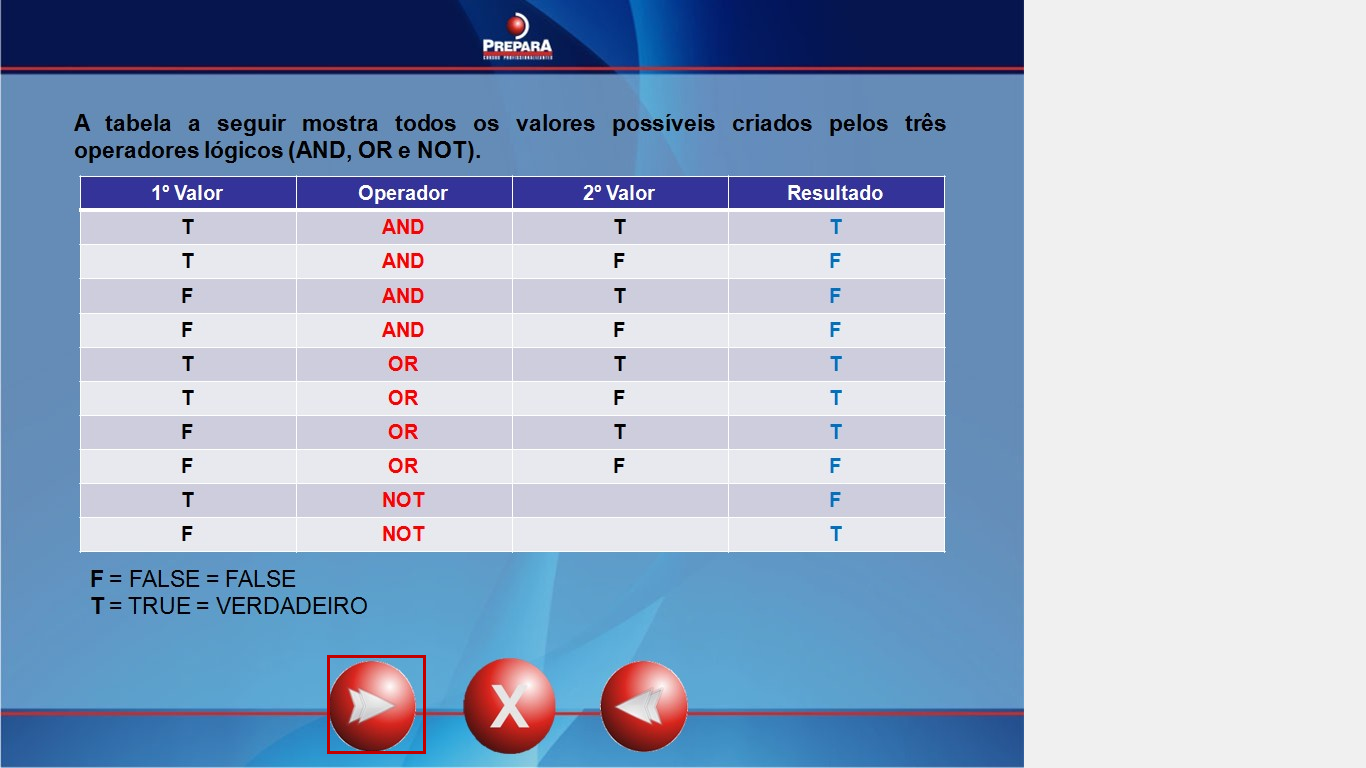 PREPARA
CURSOS PROFISSIONALIZANTES
A tabela a seguir mostra todos os valores possíveis criados pelos três
operadores lógicos (AND, OR e NOT).
1º Valor Operador 2º Valor Resultado
T AND T T
T AND F F
F AND T F
F AND F F
T OR T T
T OR F T
F OR T T
F OR F F
T NOT F
F NOT T
F = FALSE = FALSE
T = TRUE = VERDADEIRO
X